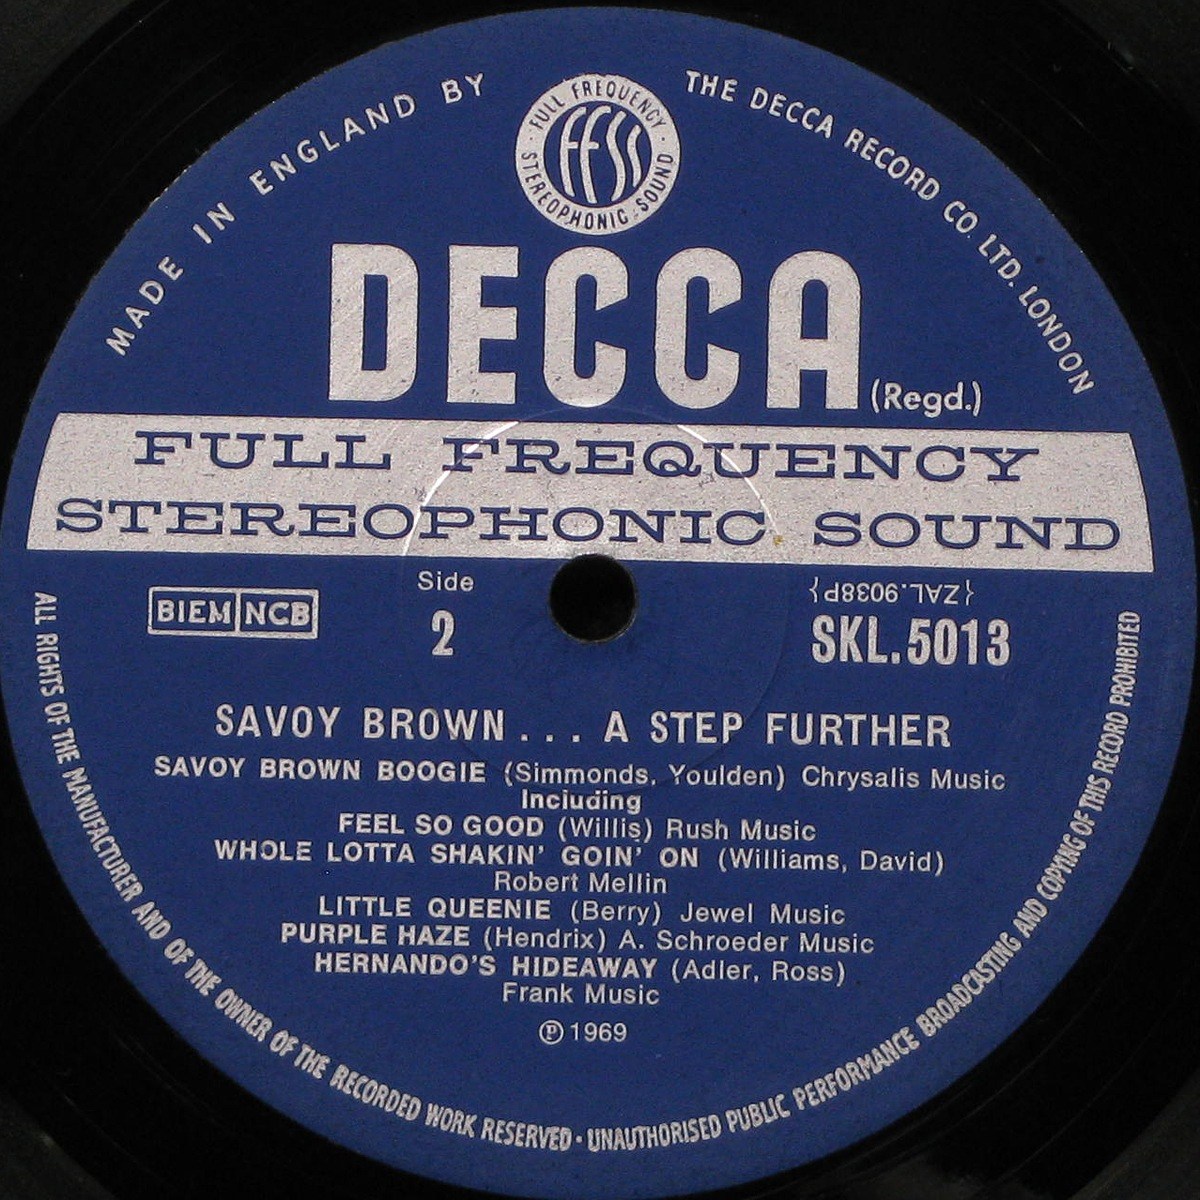 MADE IN ENGLAND BY
THE DECCA RECORD CO. LTD. LONDON
· FULL FREQUENCY · STEREOPHONIC SOUND
FFSS
DECCA
(Regd.)
FULL FREQUENCY
STEREOPHONIC SOUND
BIEM NCB
Side
2
{ZAL.9038P}
SKL.5013
SAVOY BROWN . . . A STEP FURTHER
SAVOY BROWN BOOGIE (Simmonds, Youlden) Chrysalis Music
Including
FEEL SO GOOD (Willis) Rush Music
WHOLE LOTTA SHAKIN' GOIN' ON (Williams, David)
Robert Mellin
LITTLE QUEENIE (Berry) Jewel Music
PURPLE HAZE (Hendrix) A. Schroeder Music
HERNANDO'S HIDEAWAY (Adler, Ross)
Frank Music
℗ 1969
ALL RIGHTS OF THE MANUFACTURER AND OF THE OWNER OF THE RECORDED WORK RESERVED · UNAUTHORISED PUBLIC PERFORMANCE BROADCASTING AND COPYING OF THIS RECORD PROHIBITED